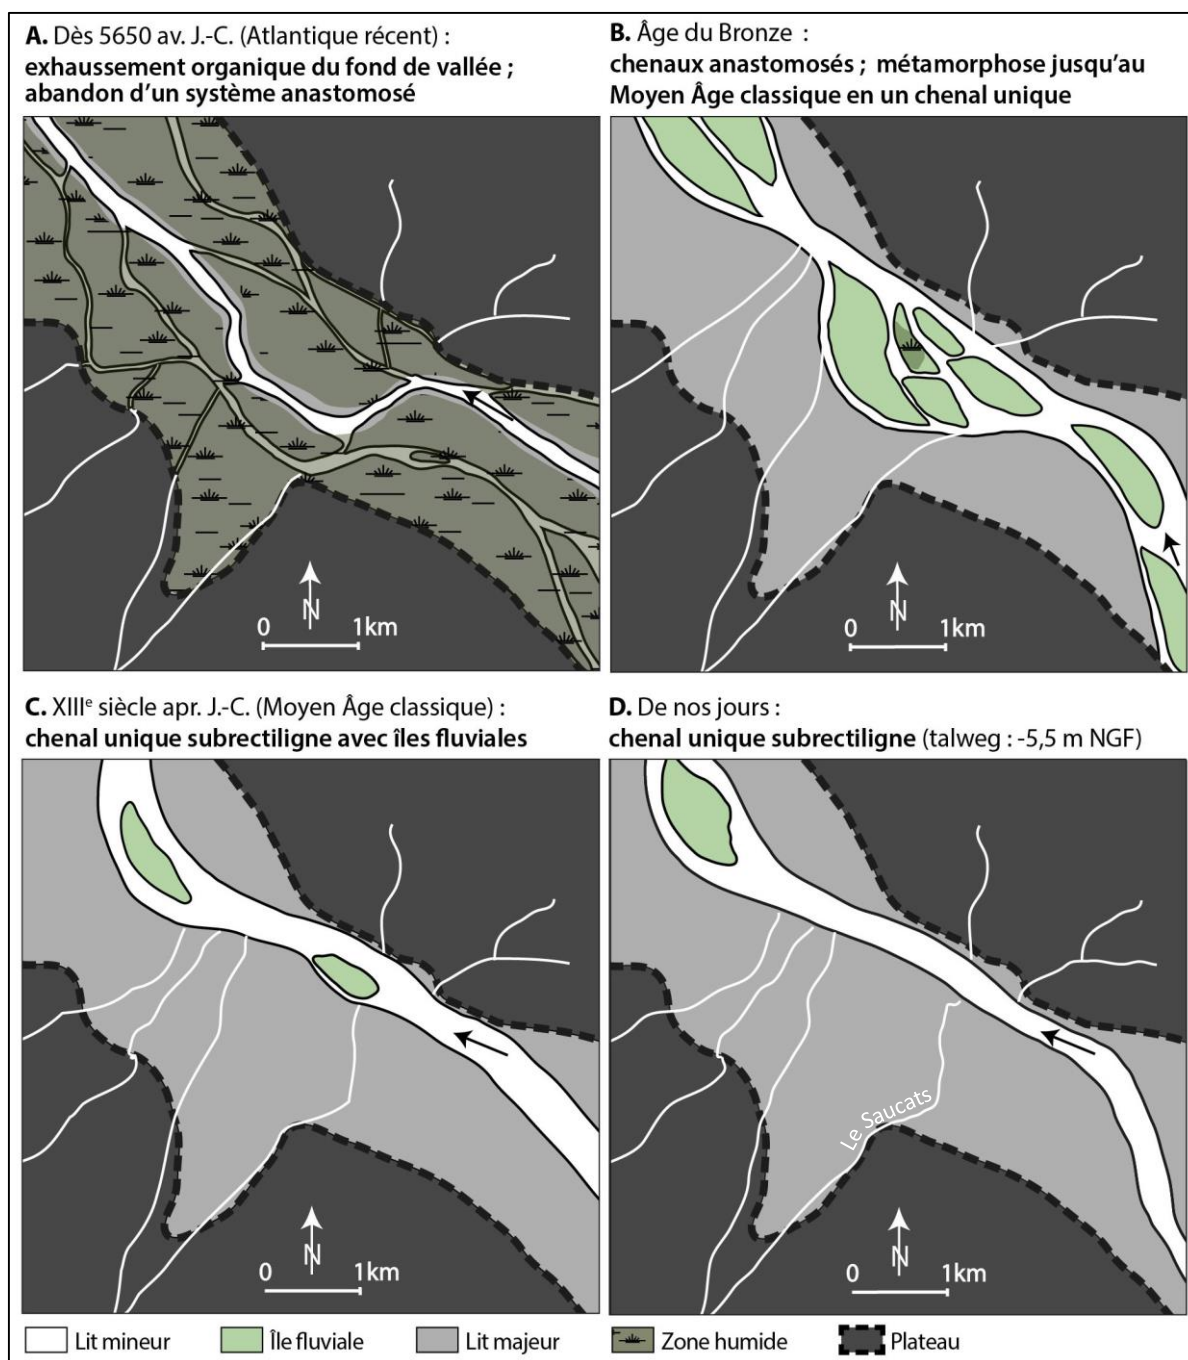 A. Dès 5650 av. J.-C. (Atlantique récent) :
exhaussement organique du fond de vallée ;
abandon d'un système anastomosé
N
0 1km
B. Âge du Bronze :
chenaux anastomosés ; métamorphose jusqu'au
Moyen Âge classique en un chenal unique
N
0 1km
C. XIIIe siècle apr. J.-C. (Moyen Âge classique) :
chenal unique subrectiligne avec îles fluviales
N
0 1km
D. De nos jours :
chenal unique subrectiligne (talweg : -5,5 m NGF)
Le Saucats
N
0 1km
Lit mineur Île fluviale Lit majeur Zone humide Plateau